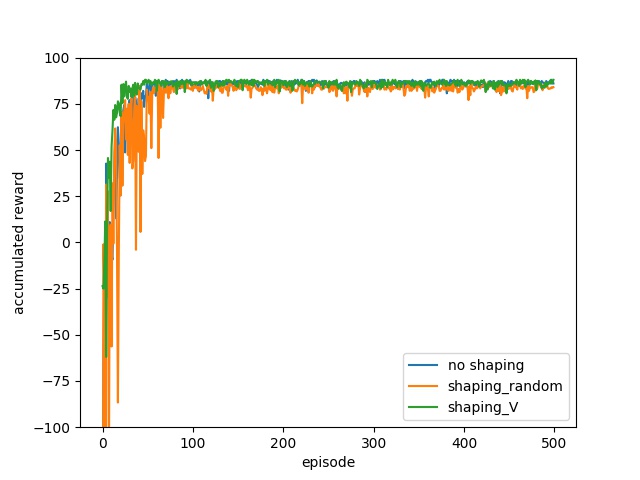 100
75
50
25
0
−25
−50
−75
−100
accumulated reward
no shaping
shaping_random
shaping_V
0 100 200 300 400 500
episode